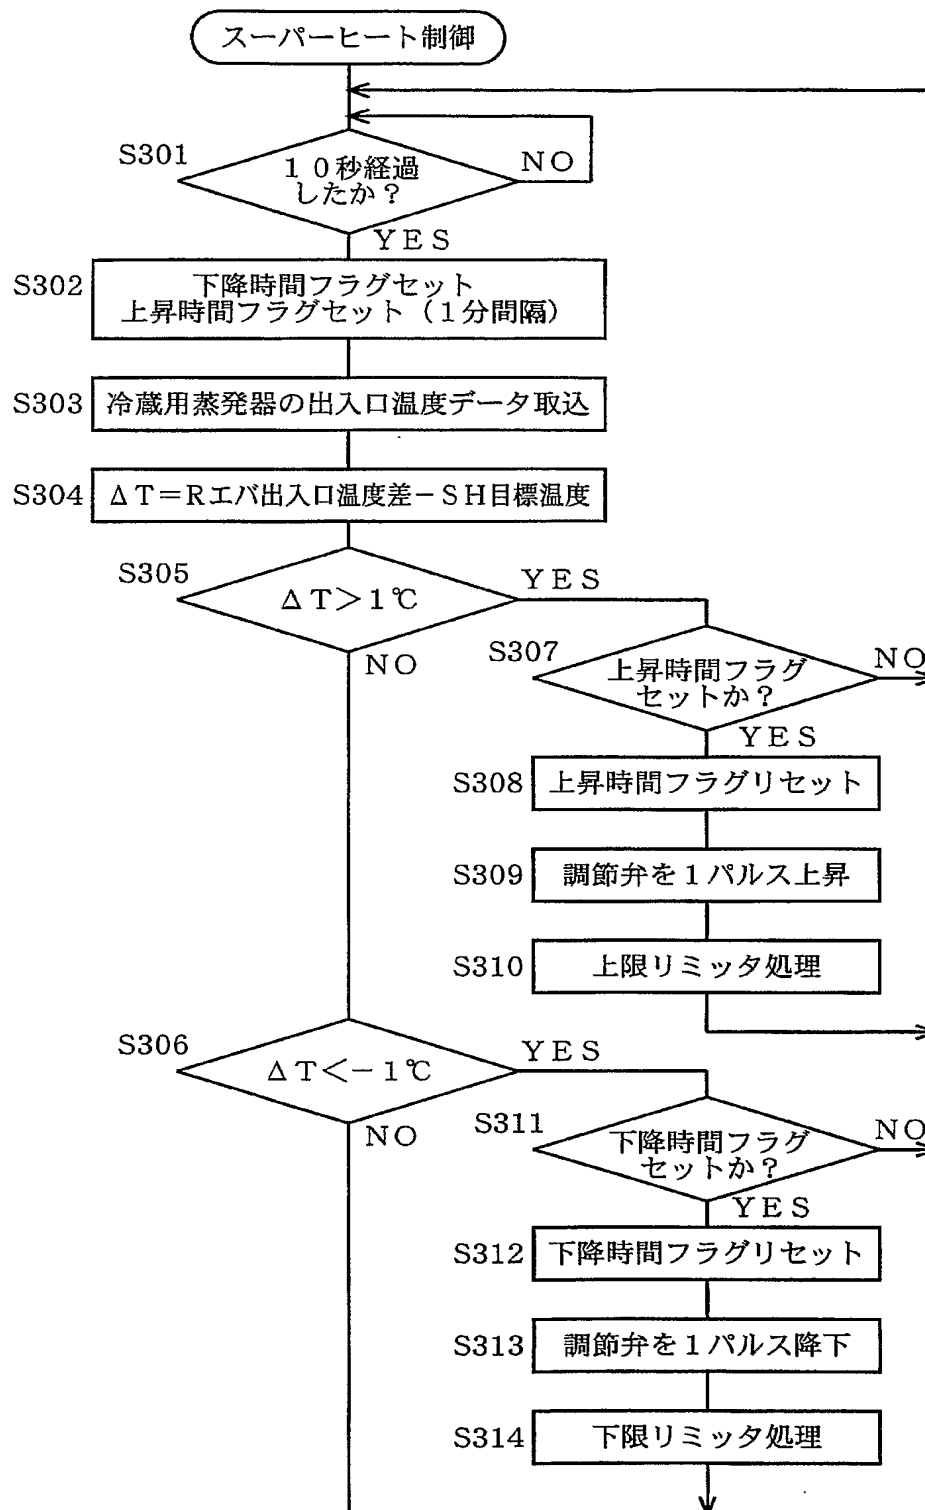 スーパーヒート制御
S301
１０秒経過
したか？
NO
YES
S302
下降時間フラグセット
上昇時間フラグセット（１分間隔）
S303
冷蔵用蒸発器の出入口温度データ取込
S304
ΔT＝Rエバ出入口温度差－SH目標温度
S305
ΔT＞１℃
YES
NO
S307
上昇時間フラグ
セットか？
NO
YES
S308
上昇時間フラグリセット
S309
調節弁を１パルス上昇
S310
上限リミッタ処理
S306
ΔT＜－１℃
YES
NO
S311
下降時間フラグ
セットか？
NO
YES
S312
下降時間フラグリセット
S313
調節弁を１パルス降下
S314
下限リミッタ処理